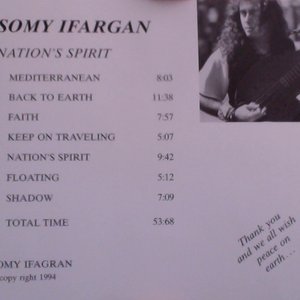 SOMY IFARGAN
NATION'S SPIRIT
MEDITERRANEAN 8:03
BACK TO EARTH 11:38
FAITH 7:57
KEEP ON TRAVELING 5:07
NATION'S SPIRIT 9:42
FLOATING 5:12
SHADOW 7:09
TOTAL TIME 53:68
Thank you
and we all wish
peace on
earth...
OMY IFAGRAN
copy right 1994